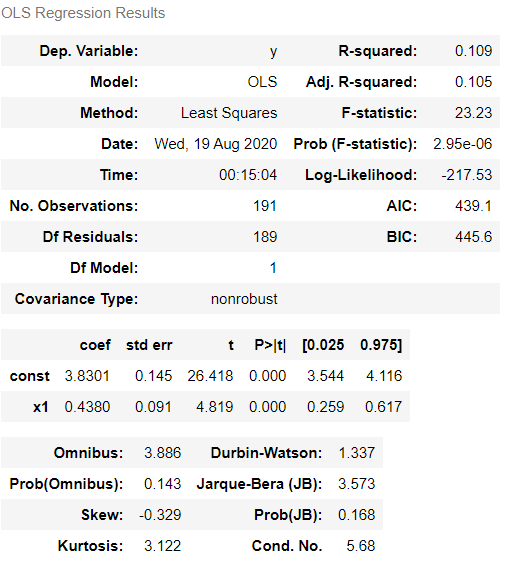 OLS Regression Results
Dep. Variable: y R-squared: 0.109
Model: OLS Adj. R-squared: 0.105
Method: Least Squares F-statistic: 23.23
Date: Wed, 19 Aug 2020 Prob (F-statistic): 2.95e-06
Time: 00:15:04 Log-Likelihood: -217.53
No. Observations: 191 AIC: 439.1
Df Residuals: 189 BIC: 445.6
Df Model: 1
Covariance Type: nonrobust
coef std err t P>|t| [0.025 0.975]
const 3.8301 0.145 26.418 0.000 3.544 4.116
x1 0.4380 0.091 4.819 0.000 0.259 0.617
Omnibus: 3.886 Durbin-Watson: 1.337
Prob(Omnibus): 0.143 Jarque-Bera (JB): 3.573
Skew: -0.329 Prob(JB): 0.168
Kurtosis: 3.122 Cond. No. 5.68